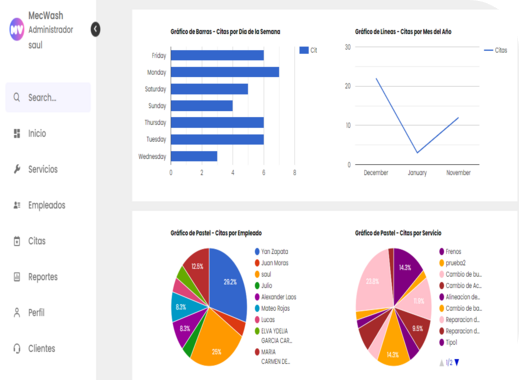 MecWash
Administrador
saul
Search...
Inicio
Servicios
Empleados
Citas
Reportes
Perfil
Clientes
Gráfico de Barras - Citas por Día de la Semana
Cit
Friday
Monday
Saturday
Sunday
Thursday
Tuesday
Wednesday
0 2 4 6 8
Gráfico de Líneas - Citas por Mes del Año
Citas
30
20
10
0
December January November
Gráfico de Pastel - Citas por Empleado
29.2%
25%
8.3%
8.3%
12.5%
Yan Zapata
Juan Moras
saul
Julio
Alexander Laos
Mateo Rojas
Lucas
ELVA YDELIA
GARCIA CAR...
MARIA
CARMEN DE...
Gráfico de Pastel - Citas por Servicio
14.3%
9.5%
14.3%
Frenos
prueba2
Cambio de bu...
Cambio de Ac...
Alineacion de...
Cambio de bu...
Reparacion d...
Reparacion d...
Tipo1
1/2